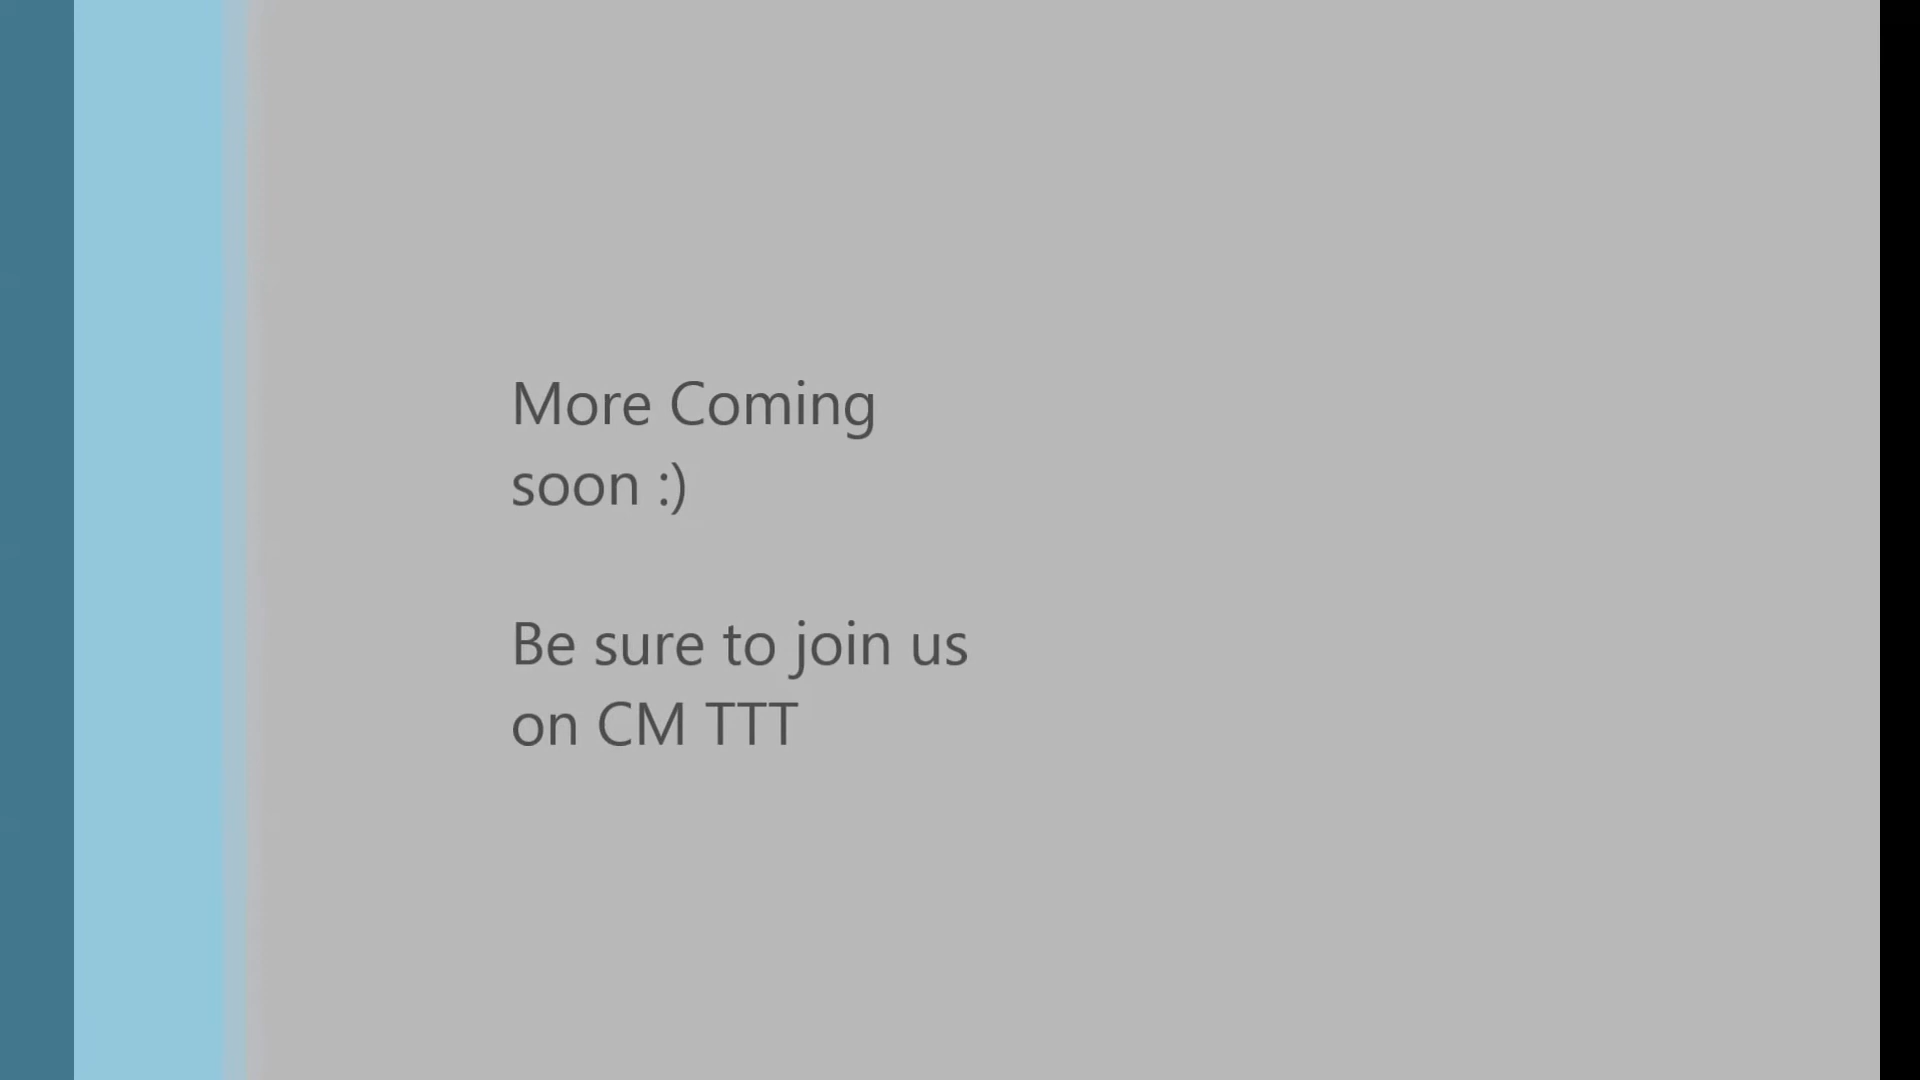 More Coming
soon :)
Be sure to join us
on CM TTT